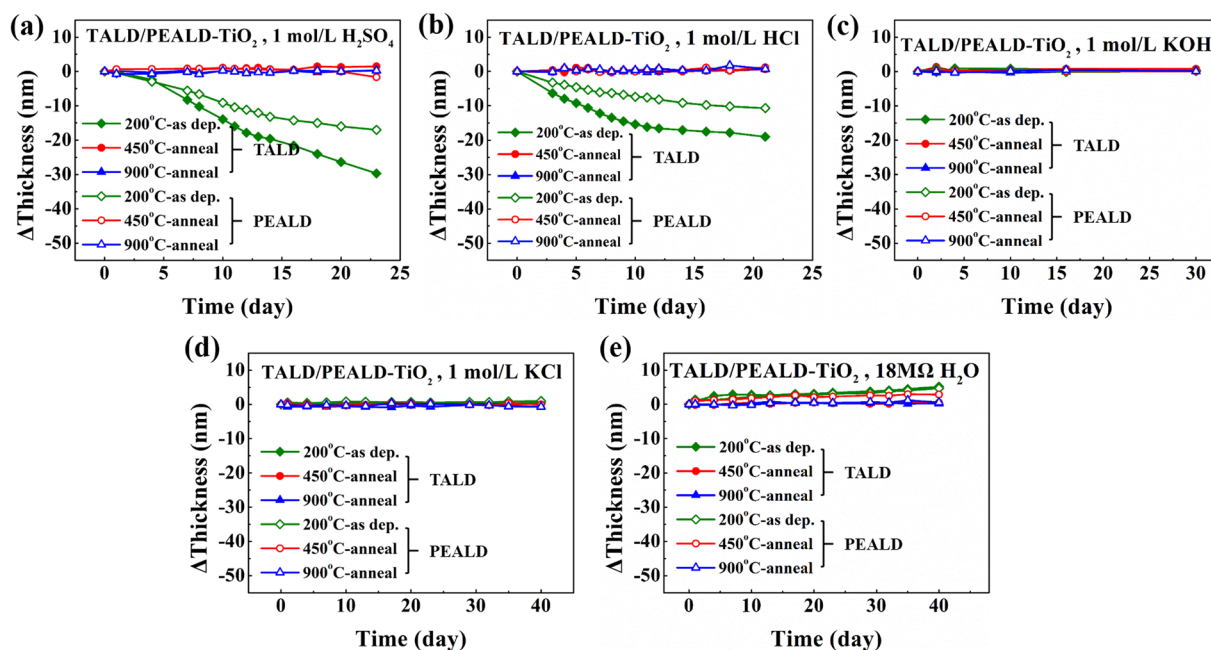 (a)
TALD/PEALD-TiO₂ , 1 mol/L H₂SO₄
10
0
-10
-20
-30
-40
-50
ΔThickness (nm)
200°C-as dep.
450°C-anneal
900°C-anneal
TALD
200°C-as dep.
450°C-anneal
900°C-anneal
PEALD
0 5 10 15 20 25
Time (day)
(b)
TALD/PEALD-TiO₂ , 1 mol/L HCl
10
0
-10
-20
-30
-40
-50
ΔThickness (nm)
200°C-as dep.
450°C-anneal
900°C-anneal
TALD
200°C-as dep.
450°C-anneal
900°C-anneal
PEALD
0 5 10 15 20 25
Time (day)
(c)
TALD/PEALD-TiO₂ , 1 mol/L KOH
10
0
-10
-20
-30
-40
-50
ΔThickness (nm)
200°C-as dep.
450°C-anneal
900°C-anneal
TALD
200°C-as dep.
450°C-anneal
900°C-anneal
PEALD
0 5 10 15 20 25 30
Time (day)
(d)
TALD/PEALD-TiO₂ , 1 mol/L KCl
10
0
-10
-20
-30
-40
-50
ΔThickness (nm)
200°C-as dep.
450°C-anneal
900°C-anneal
TALD
200°C-as dep.
450°C-anneal
900°C-anneal
PEALD
0 10 20 30 40
Time (day)
(e)
TALD/PEALD-TiO₂ , 18MΩ H₂O
10
0
-10
-20
-30
-40
-50
ΔThickness (nm)
200°C-as dep.
450°C-anneal
900°C-anneal
TALD
200°C-as dep.
450°C-anneal
900°C-anneal
PEALD
0 10 20 30 40
Time (day)